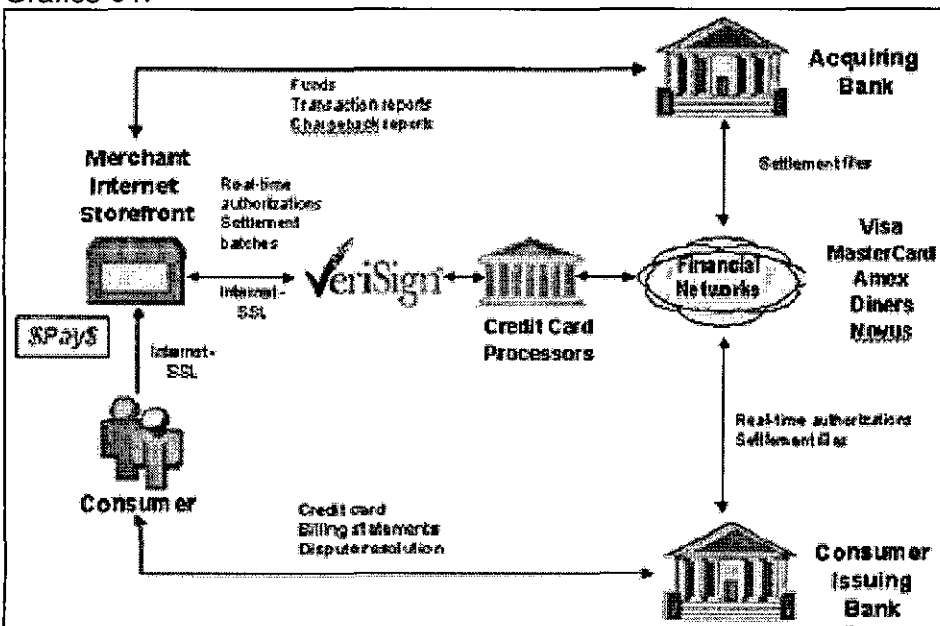 Acquiring
Bank
Funds
Transaction reports
Chargeback reports
Merchant
Internet
Storefront
Real-time
authorizations
Settlement
batches
Settlement files
Visa
MasterCard
Amex
Diners
Novus
VeriSign
Financial
Networks
Internet-
SSL
Credit Card
Processors
$Pay$
Internet-
SSL
Real-time authorizations
Settlement files
Consumer
Credit card
Billing statements
Dispute resolution
Consumer
Issuing
Bank